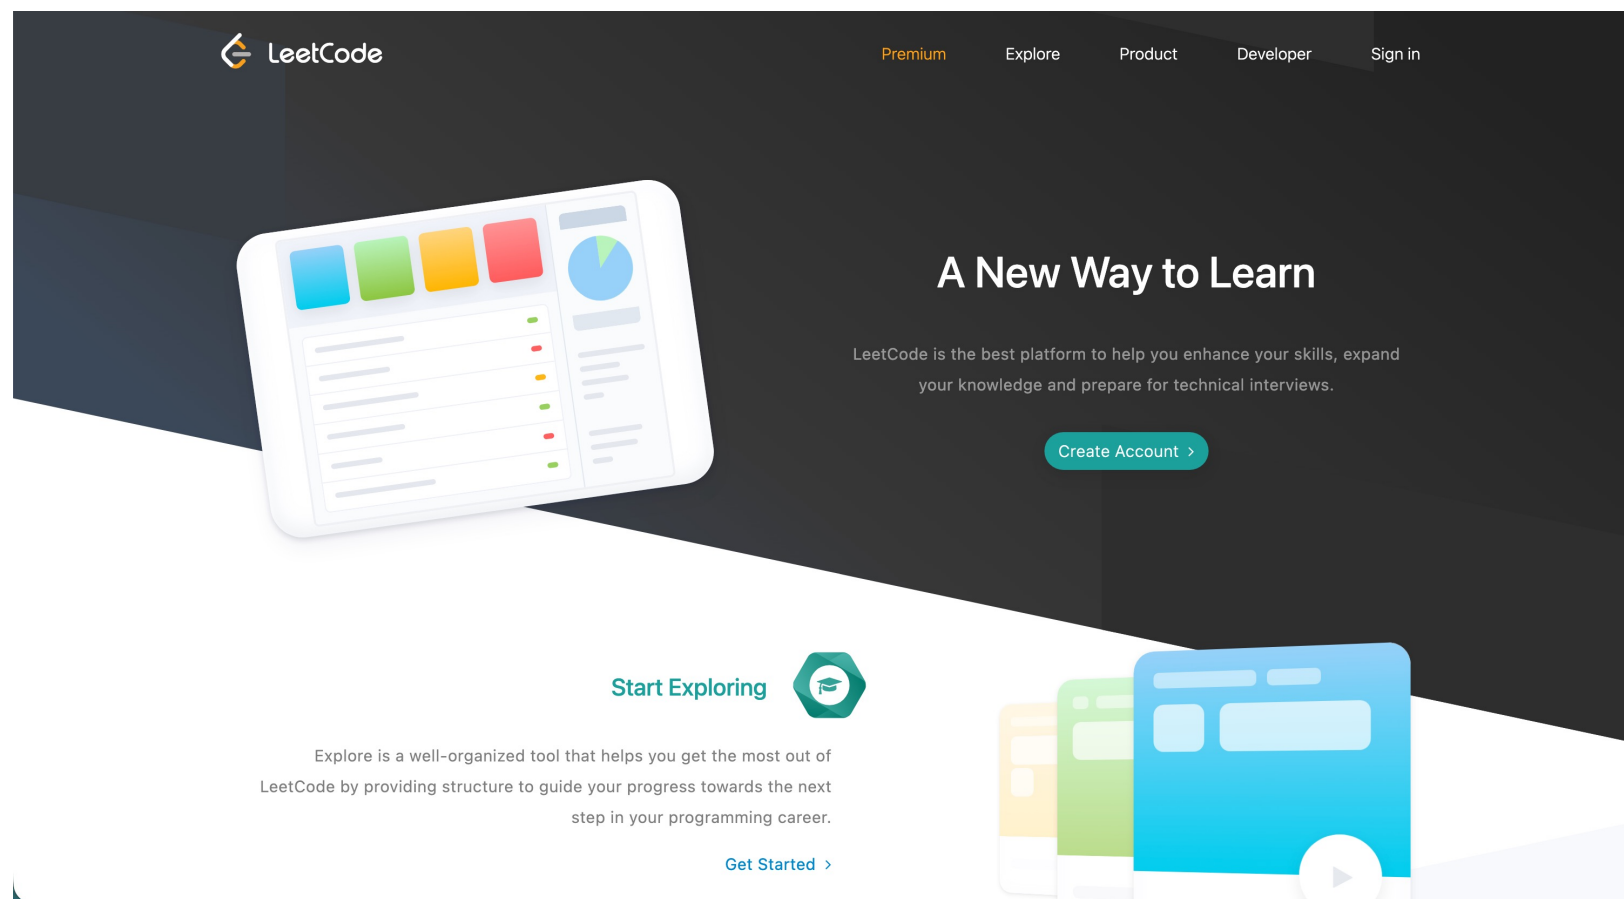 LeetCode
Premium
Explore
Product
Developer
Sign in
A New Way to Learn
LeetCode is the best platform to help you enhance your skills, expand
your knowledge and prepare for technical interviews.
Create Account
Start Exploring
Explore is a well-organized tool that helps you get the most out of
LeetCode by providing structure to guide your progress towards the next
step in your programming career.
Get Started